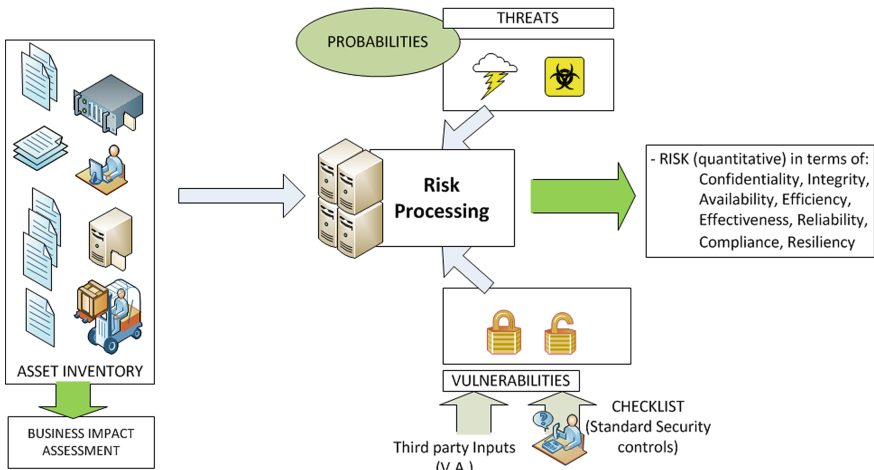 THREATS
PROBABILITIES
Risk
Processing
- RISK (quantitative) in terms of:
Confidentiality, Integrity,
Availability, Efficiency,
Effectiveness, Reliability,
Compliance, Resiliency
ASSET INVENTORY
BUSINESS IMPACT
ASSESSMENT
VULNERABILITIES
Third party Inputs
(V.A.)
?
CHECKLIST
(Standard Security
controls)